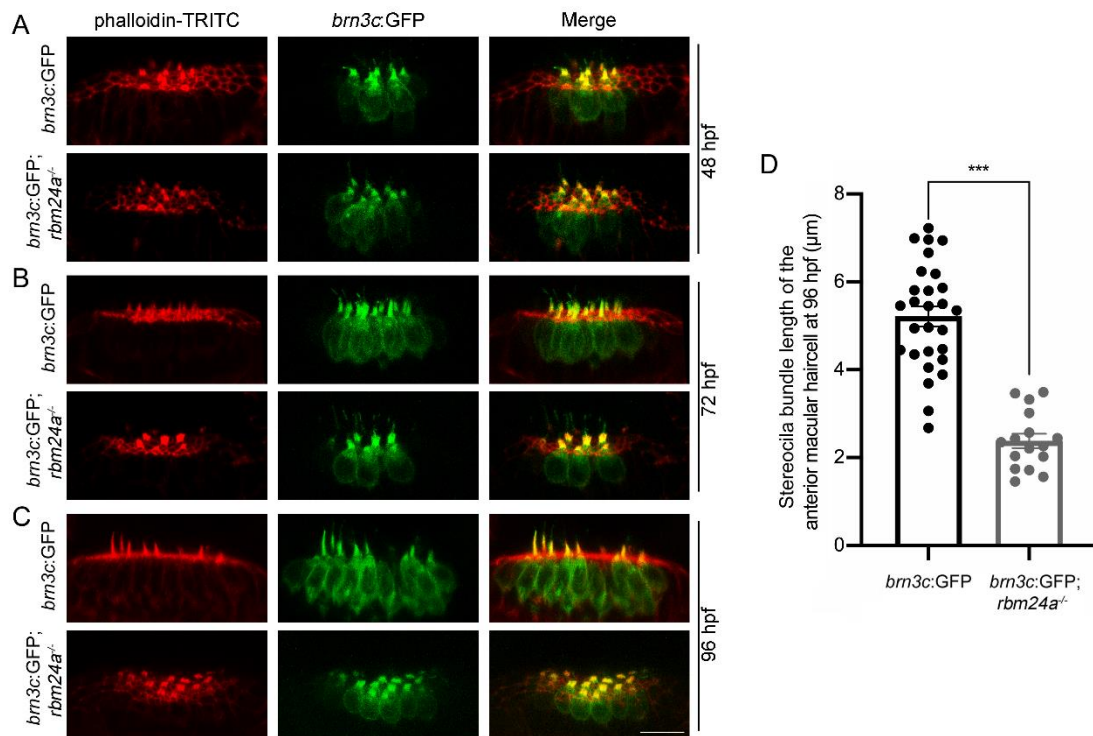 A
phalloidin-TRITC
brn3c:GFP
Merge
brn3c:GFP
brn3c:GFP;
rbm24a-/-
48 hpf
B
brn3c:GFP
brn3c:GFP;
rbm24a-/-
72 hpf
C
brn3c:GFP
brn3c:GFP;
rbm24a-/-
96 hpf
D
***
Stereocilia bundle length of the
anterior macular haircell at 96 hpf (μm)
8
6
4
2
0
brn3c:GFP
brn3c:GFP;
rbm24a-/-